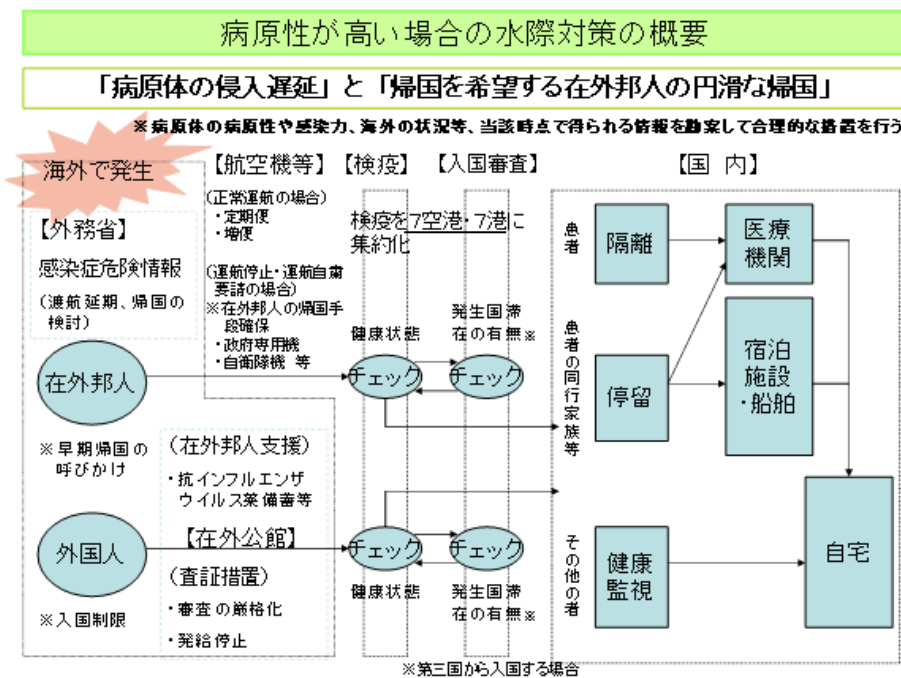 病原性が高い場合の水際対策の概要
「病原体の侵入遅延」と「帰国を希望する在外邦人の円滑な帰国」
※病原体の病原性や感染力、海外の状況等、当該時点で得られる情報を勘案して合理的な措置を行う
海外で発生
【航空機等】
【検疫】
【入国審査】
【国 内】
【外務省】
感染症危険情報
(渡航延期、帰国の
検討)
(正常運航の場合)
・定期便
・増便
(運航停止・運航自粛
要請の場合)
※在外邦人の帰国手
段確保
・政府専用機
・自衛隊機 等
検疫を7空港・7港に
集約化
健康状態
発生国滞
在の有無※
在外邦人
チェック
チェック
※早期帰国の
呼びかけ
(在外邦人支援)
・抗インフルエンザ
ウイルス薬備蓄等
外国人
【在外公館】
チェック
チェック
(査証措置)
・審査の厳格化
・発給停止
※入国制限
健康状態
発生国滞
在の有無※
※第三国から入国する場合
患者
隔離
医療
機関
患者の同行家族等
停留
宿泊
施設
・船舶
その他の者
健康
監視
自宅